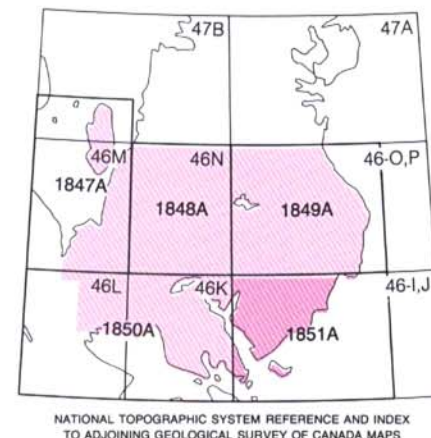 47B 47A
46M 46N 46-O,P
1847A 1848A 1849A
46L 46K 46-I,J
1850A 1851A
NATIONAL TOPOGRAPHIC SYSTEM REFERENCE AND INDEX
TO ADJOINING GEOLOGICAL SURVEY OF CANADA MAPS